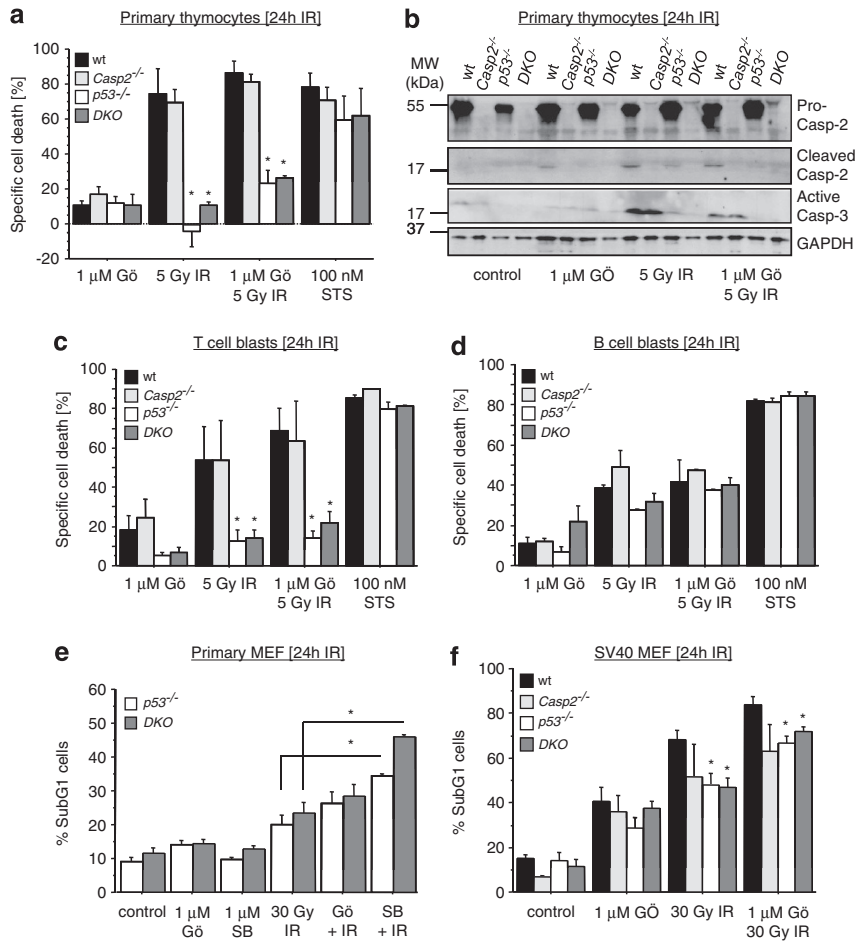 a
Primary thymocytes [24h IR]
Specific cell death [%]
100
80
60
40
20
0
-20
wt
Casp2-/-
p53-/-
DKO
* *
* *
1 µM Gö
5 Gy IR
1 µM Gö
5 Gy IR
100 nM
STS
b
Primary thymocytes [24h IR]
MW
(kDa)
wt Casp2-/- p53-/- DKO wt Casp2-/- p53-/- DKO wt Casp2-/- p53-/- DKO wt Casp2-/- p53-/- DKO
55
Pro-
Casp-2
17
Cleaved
Casp-2
17
Active
Casp-3
37
GAPDH
control
1 µM GÖ
5 Gy IR
1 µM Gö
5 Gy IR
c
T cell blasts [24h IR]
Specific cell death [%]
100
80
60
40
20
0
wt
Casp2-/-
p53-/-
DKO
* *
* *
1 µM Gö
5 Gy IR
1 µM Gö
5 Gy IR
100 nM
STS
d
B cell blasts [24h IR]
Specific cell death [%]
100
80
60
40
20
0
wt
Casp2-/-
p53-/-
DKO
1 µM Gö
5 Gy IR
1 µM Gö
5 Gy IR
100 nM
STS
e
Primary MEF [24h IR]
% SubG1 cells
60
50
40
30
20
10
0
p53-/-
DKO
*
*
control
1 µM
Gö
1 µM
SB
30 Gy
IR
Gö
+ IR
SB
+ IR
f
SV40 MEF [24h IR]
% SubG1 cells
100
80
60
40
20
0
wt
Casp2-/-
p53-/-
DKO
* *
* *
control
1 µM GÖ
30 Gy IR
1 µM Gö
30 Gy IR